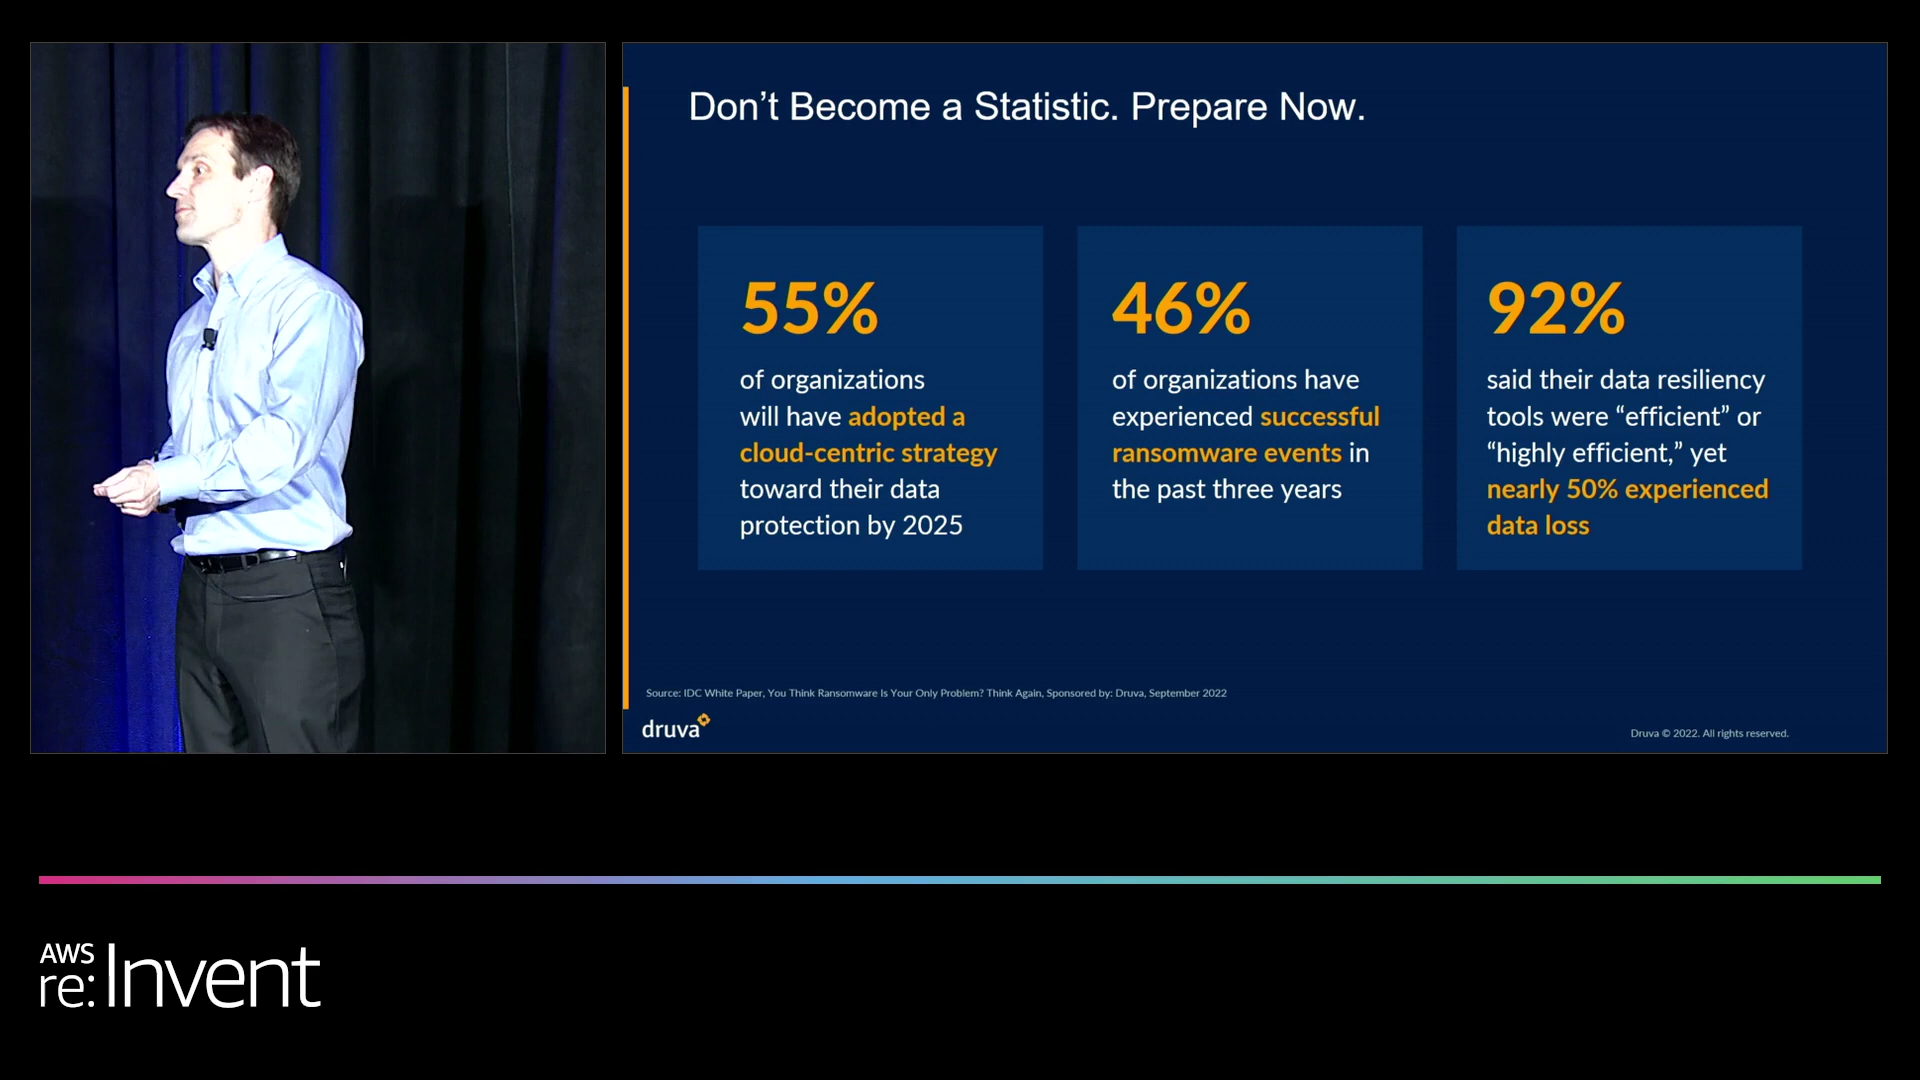 Don’t Become a Statistic. Prepare Now.
55%
of organizations
will have adopted a
cloud-centric strategy
toward their data
protection by 2025
46%
of organizations have
experienced successful
ransomware events in
the past three years
92%
said their data resiliency
tools were “efficient” or
“highly efficient,” yet
nearly 50% experienced
data loss
Source: IDC White Paper, You Think Ransomware Is Your Only Problem? Think Again, Sponsored by: Druva, September 2022
druva
Druva © 2022. All rights reserved.
AWS
re:Invent